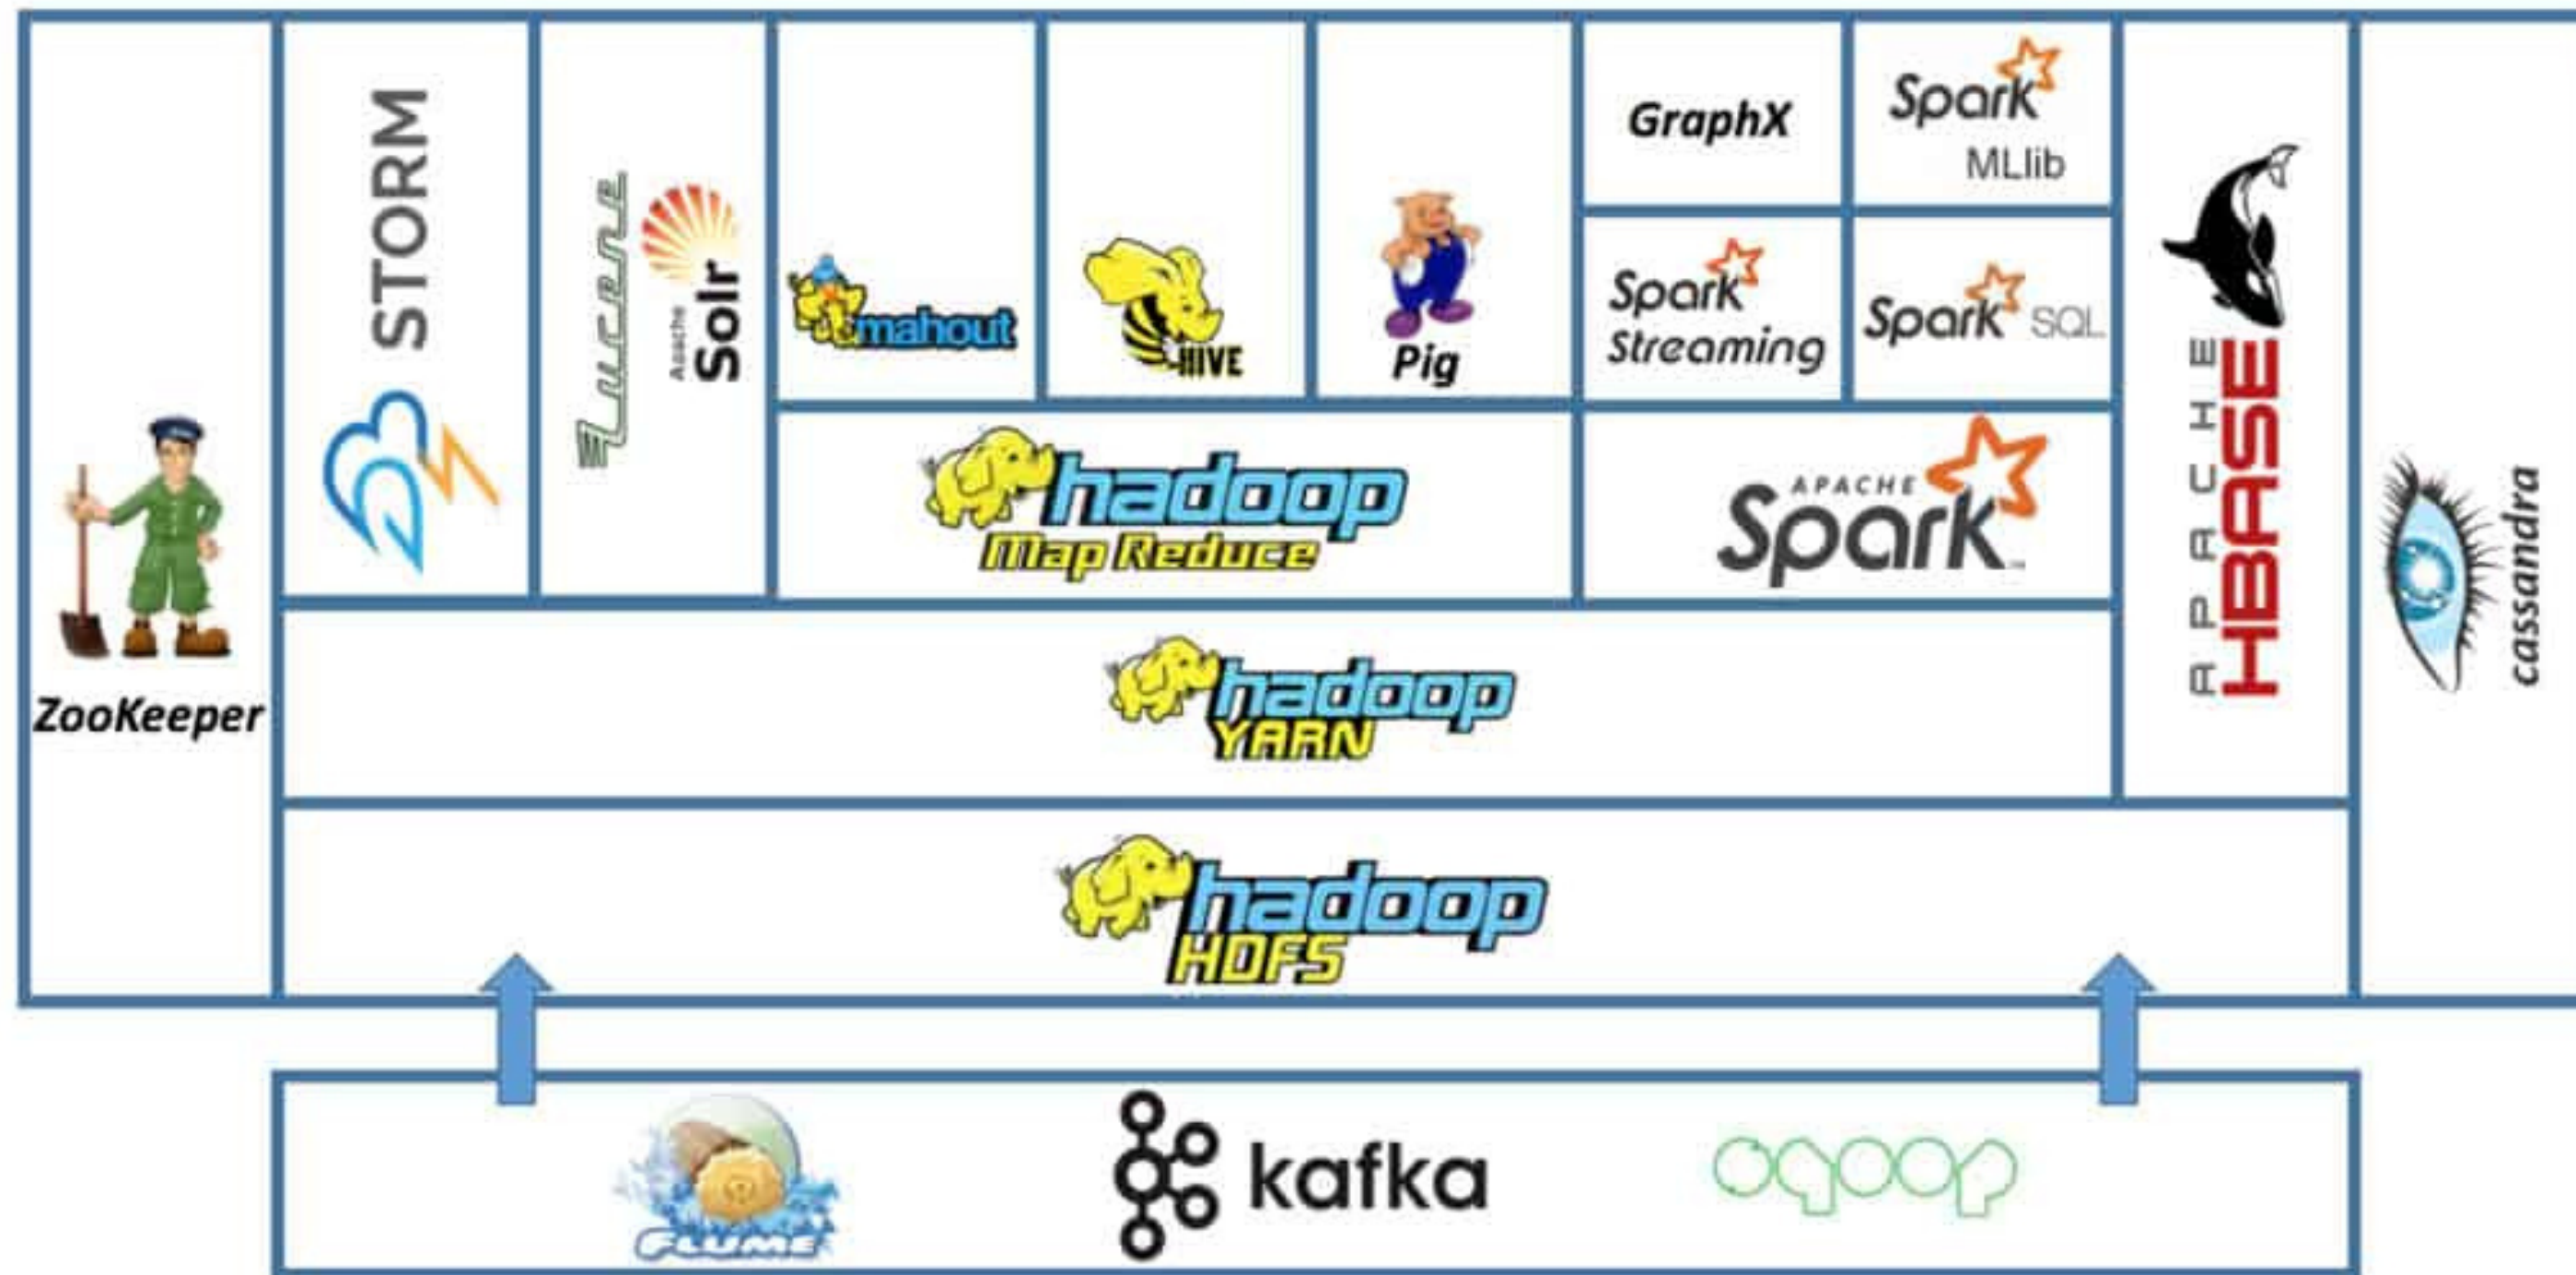 STORM
Lucene
Apache
Solr
mahout
HIVE
Pig
GraphX
Spark
MLlib
Spark
Streaming
Spark SQL
hadoop
Map Reduce
APACHE
Spark
APACHE
HBASE
cassandra
ZooKeeper
hadoop
YARN
hadoop
HDFS
FLUME
kafka
sqoop